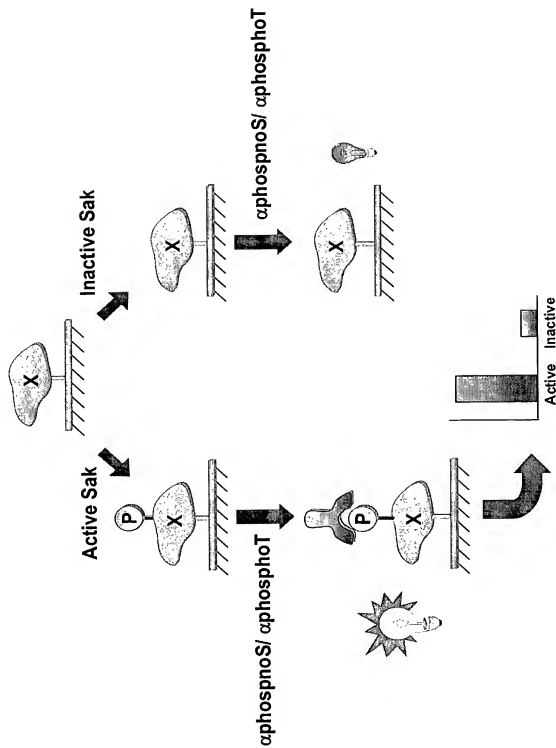 X
Active Sak
Inactive Sak
P
X
X
αphospnoS/ αphosphoT
αphospnoS/ αphosphoT
P
X
X
Active
Inactive